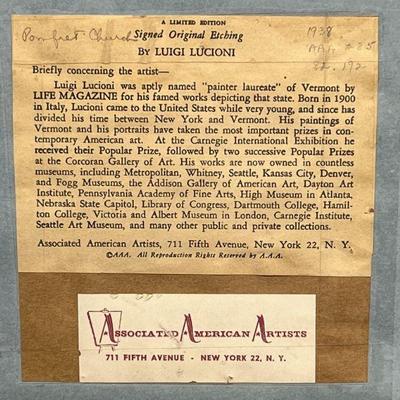 A LIMITED EDITION
Pomfret Church
Signed Original Etching
1938
BY LUIGI LUCIONI
Briefly concerning the artist—
Luigi Lucioni was aptly named "painter laureate" of Vermont by
LIFE MAGAZINE for his famed works depicting that state. Born in 1900
in Italy, Lucioni came to the United States while very young, and since has
divided his time between New York and Vermont. His paintings of
Vermont and his portraits have taken the most important prizes in con-
temporary American art. At the Carnegie International Exhibition he
received their Popular Prize, followed by two successive Popular Prizes
at the Corcoran Gallery of Art. His works are now owned in countless
museums, including Metropolitan, Whitney, Seattle, Kansas City, Denver,
and Fogg Museums, the Addison Gallery of American Art, Dayton Art
Institute, Pennsylvania Academy of Fine Arts, High Museum in Atlanta,
Nebraska State Capitol, Library of Congress, Dartmouth College, Hamil-
ton College, Victoria and Albert Museum in London, Carnegie Institute,
Seattle Art Museum, and many other public and private collections.
Associated American Artists, 711 Fifth Avenue, New York 22, N. Y.
©AAA. All Reproduction Rights Reserved by A.A.A.
ASSOCIATED AMERICAN ARTISTS
711 FIFTH AVENUE - NEW YORK 22, N. Y.